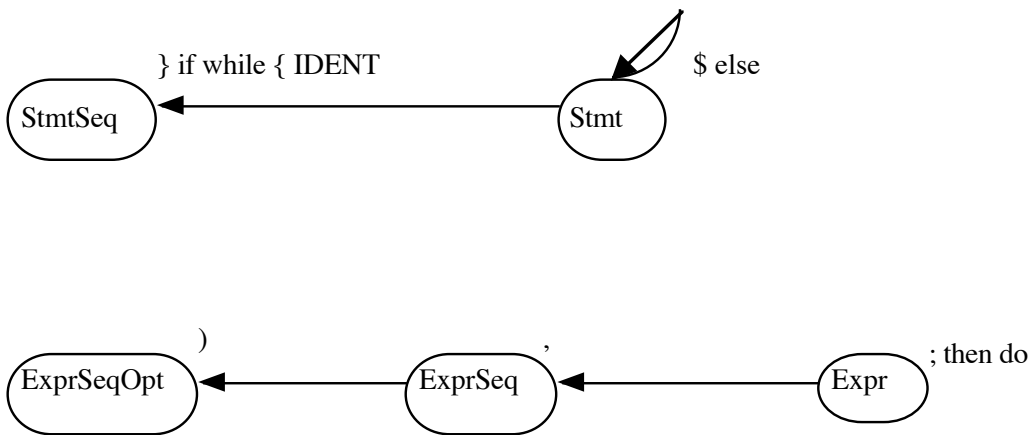 } if while { IDENT
$ else
StmtSeq
Stmt
)
,
; then do
ExprSeqOpt
ExprSeq
Expr